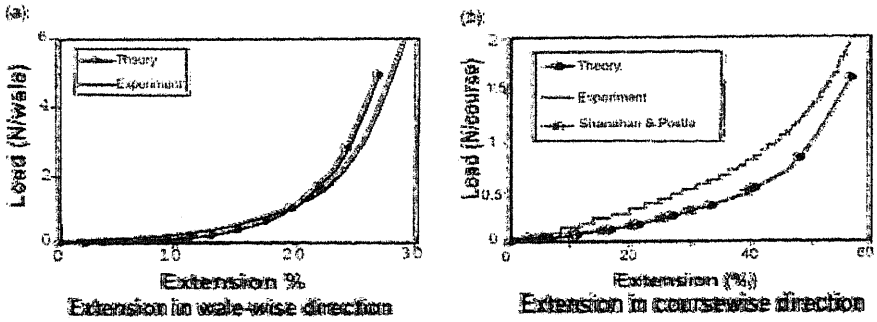 (a)
(b)
6
4
2
0
0
10
20
30
Load (N/wale)
Theory
Experiment
Extension %
Extension in wale-wise direction
2
1.5
1
0.5
0
0
20
40
60
Load (N/course)
Theory
Experiment
Shanahan & Postle
Extension (%)
Extension in coursewise direction